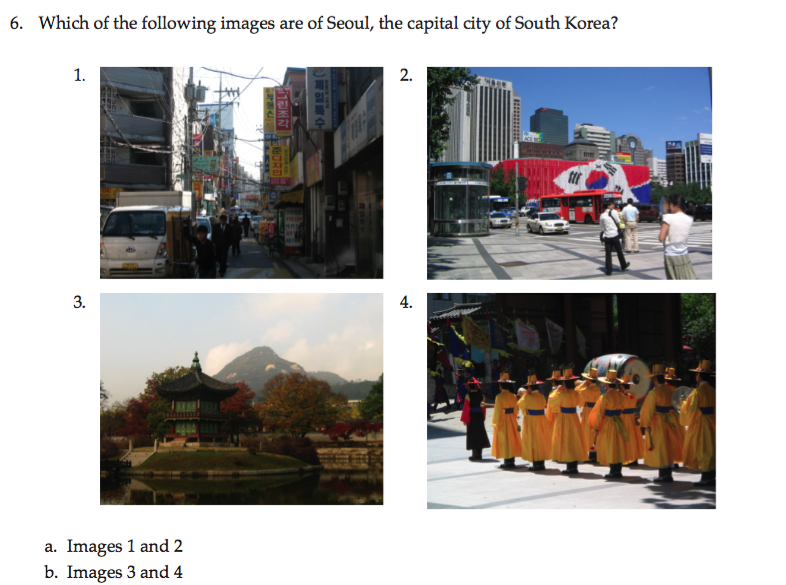 6. Which of the following images are of Seoul, the capital city of South Korea?
1.
2.
3.
4.
a. Images 1 and 2
b. Images 3 and 4